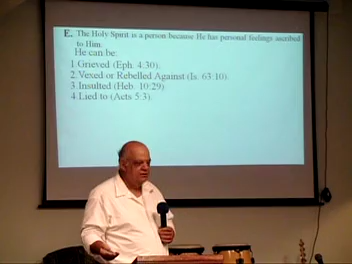 E. The Holy Spirit is a person because He has personal feelings ascribed
to Him.
He can be:
1.Grieved (Eph. 4:30).
2.Vexed or Rebelled Against (Is. 63:10).
3.Insulted (Heb. 10:29)
4.Lied to (Acts 5:3).